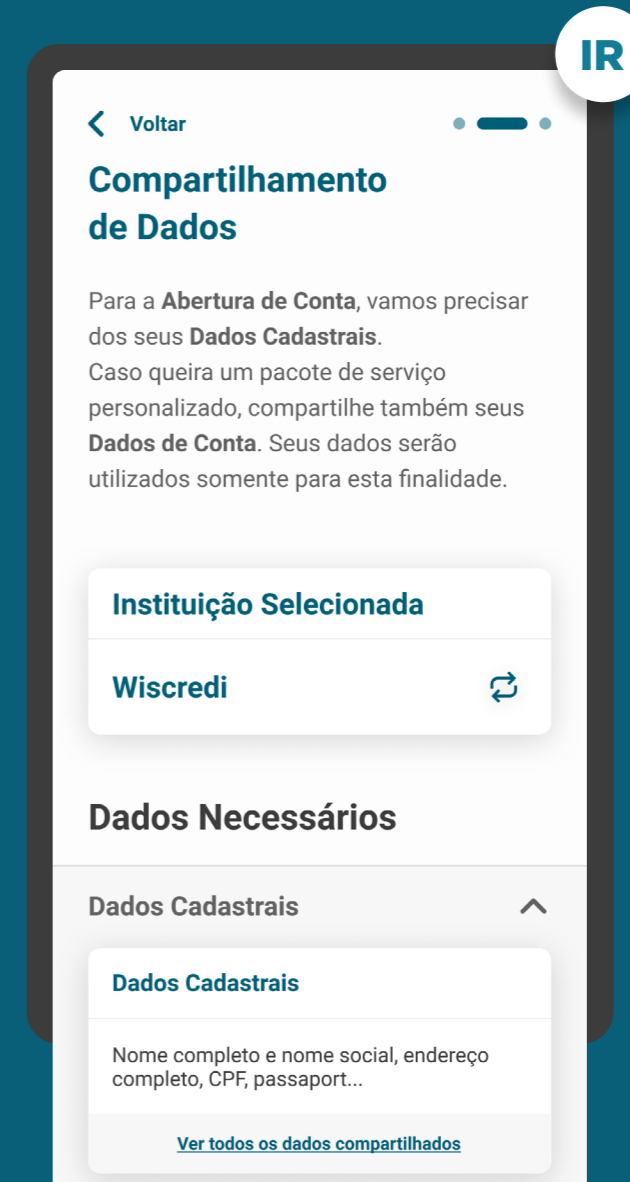 IR
Voltar
Compartilhamento
de Dados
Para a Abertura de Conta, vamos precisar
dos seus Dados Cadastrais.
Caso queira um pacote de serviço
personalizado, compartilhe também seus
Dados de Conta. Seus dados serão
utilizados somente para esta finalidade.
Instituição Selecionada
Wiscredi
Dados Necessários
Dados Cadastrais
Dados Cadastrais
Nome completo e nome social, endereço
completo, CPF, passaport...
Ver todos os dados compartilhados